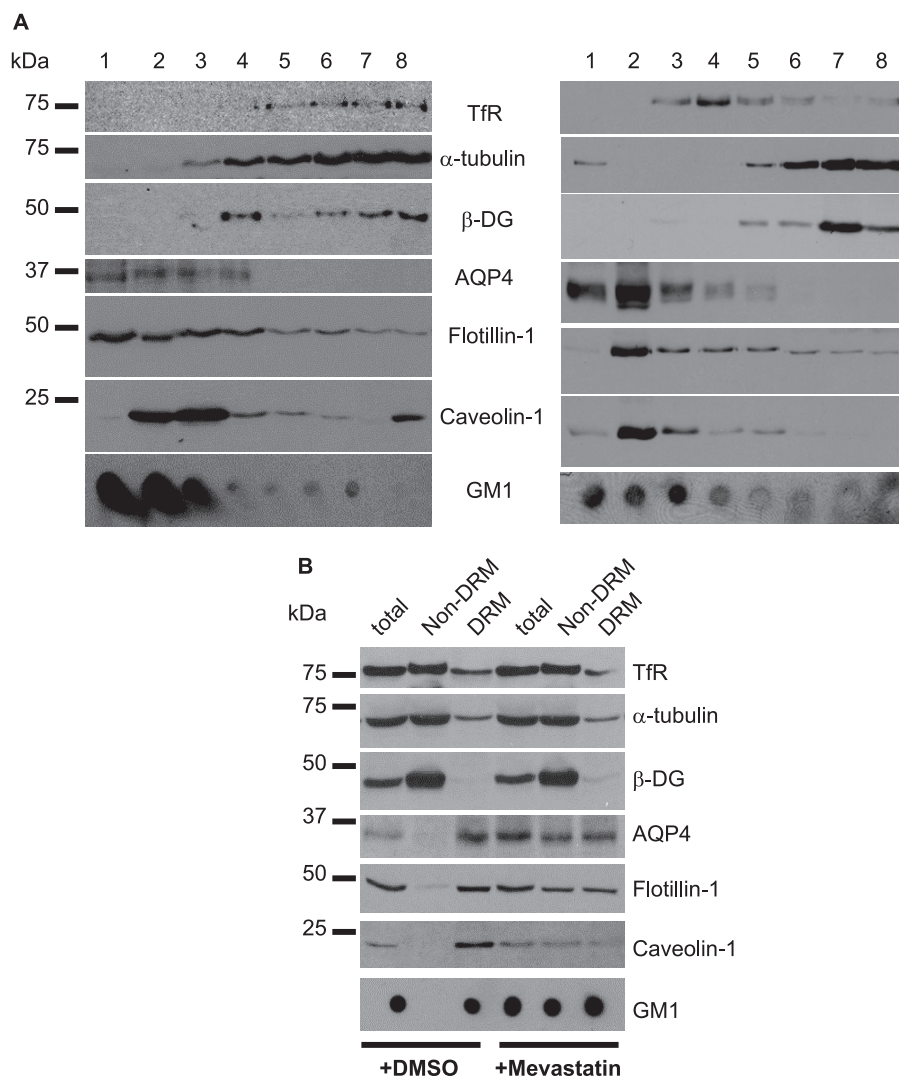 A
kDa 1 2 3 4 5 6 7 8 1 2 3 4 5 6 7 8
75 TfR
75 α-tubulin
50 β-DG
37 AQP4
50 Flotillin-1
25 Caveolin-1
GM1
B
kDa total Non-DRM DRM total Non-DRM DRM
75 TfR
75 α-tubulin
50 β-DG
37 AQP4
50 Flotillin-1
25 Caveolin-1
GM1
+DMSO +Mevastatin